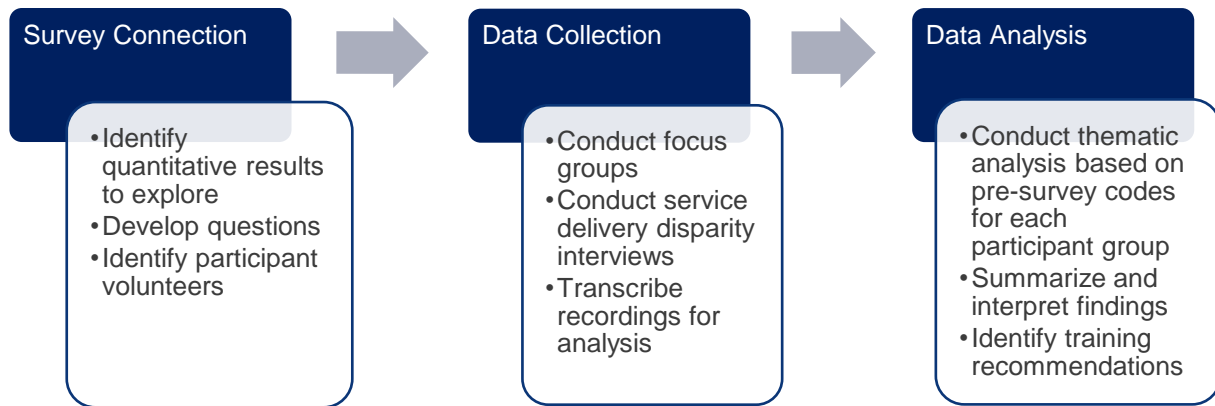 Survey Connection
•Identify
quantitative results
to explore
•Develop questions
•Identify participant
volunteers
Data Collection
•Conduct focus
groups
•Conduct service
delivery disparity
interviews
•Transcribe
recordings for
analysis
Data Analysis
•Conduct thematic
analysis based on
pre-survey codes
for each
participant group
•Summarize and
interpret findings
•Identify training
recommendations